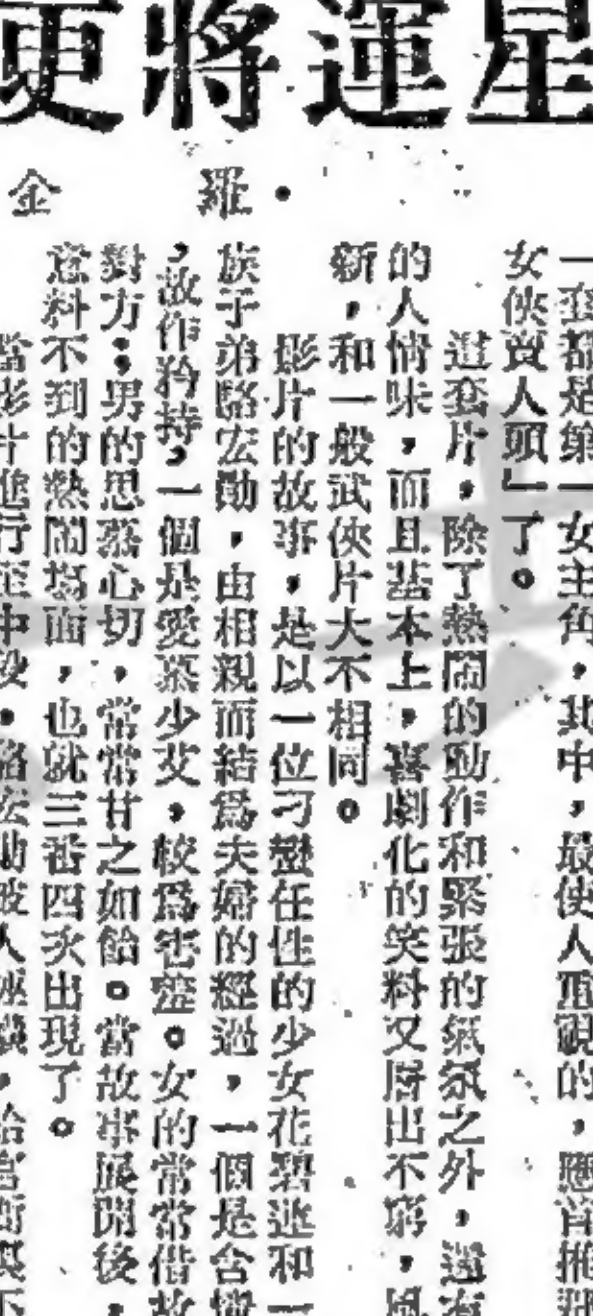 星運將更
羅金
一套都是第一女主角，其中，最使人重視的，應首推
女俠賣人頭」了。
這套片，除了熱鬧的動作和緊張的氣氛之外，還有
的人情味，而且基本上，喜劇化的笑料又層出不窮，風
新，和一般武俠片大不相同。
影片的故事，是以一位刁蠻任性的少女花碧蓮和一
族子弟駱宏勛，由相親而結爲夫婦的經過，一個是含情
，故作矜持，一個是愛慕少艾，較爲害羞。女的常常借故
對方；男的思慕心切，常常甘之如飴。當故事展開後，
意料不到的熱鬧塲面，也就三番四次出現了。
當影片進行至中段，駱宏勛被人誣